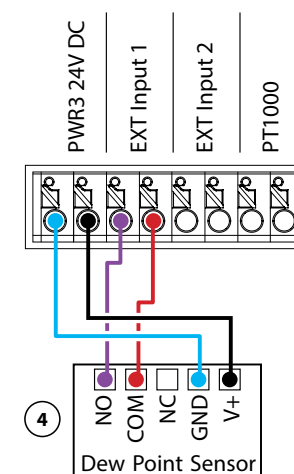 PWR3 24V DC
EXT Input 1
EXT Input 2
PT1000
4
NO
COM
NC
GND
V+
Dew Point Sensor